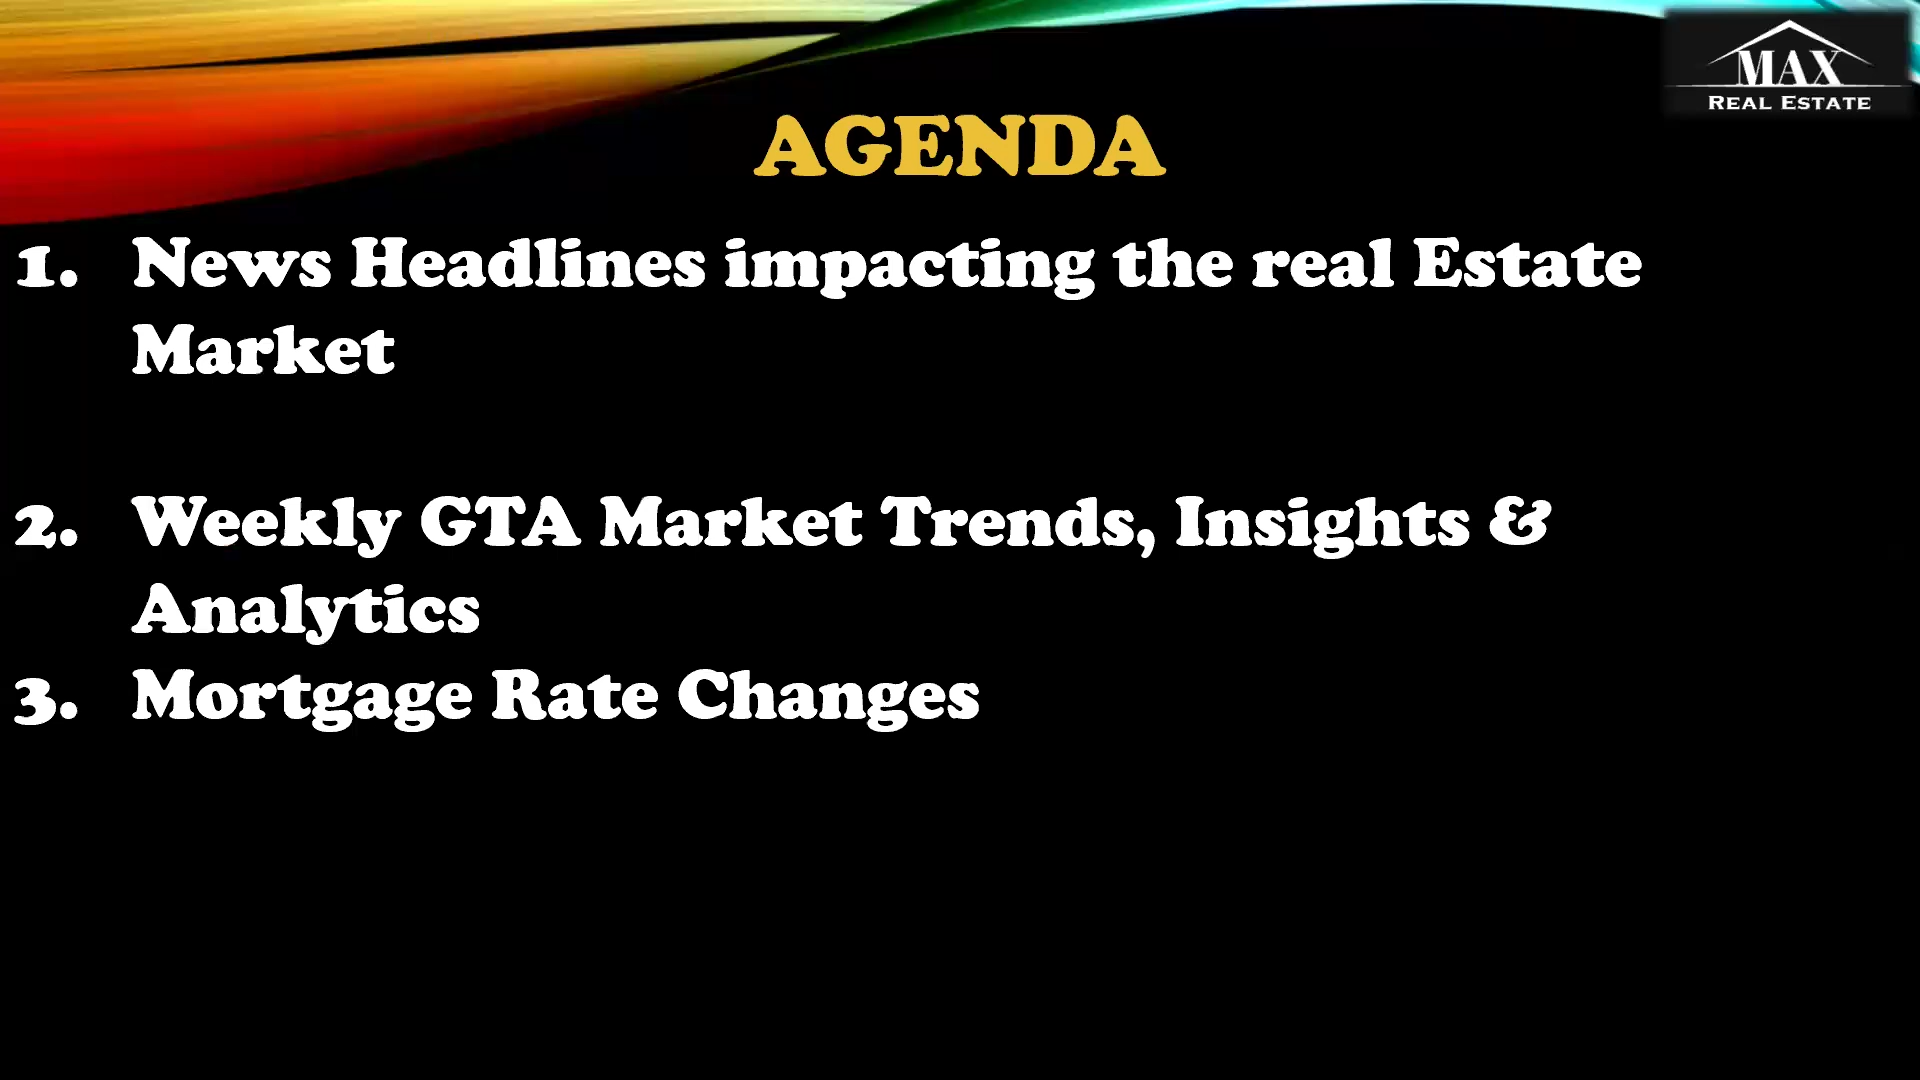 MAX
REAL ESTATE
AGENDA
1. News Headlines impacting the real Estate
Market
2. Weekly GTA Market Trends, Insights &
Analytics
3. Mortgage Rate Changes